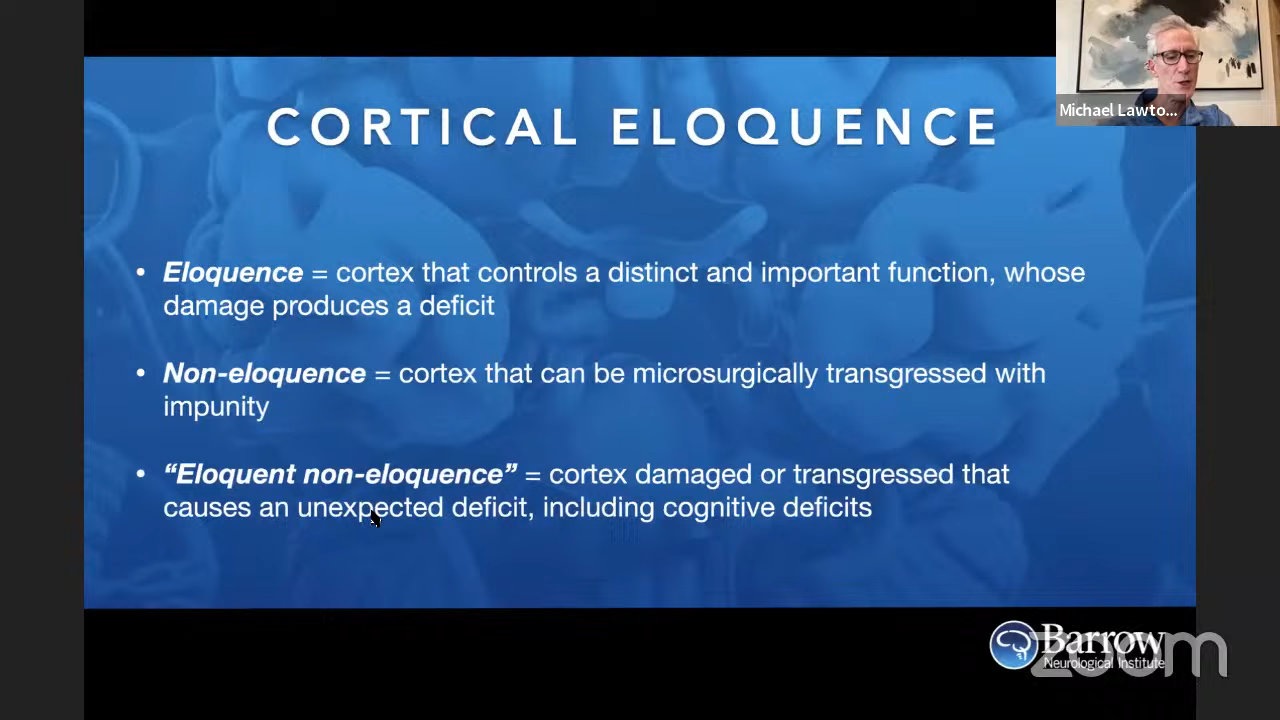 Michael Lawto...
CORTICAL ELOQUENCE
• Eloquence = cortex that controls a distinct and important function, whose
damage produces a deficit
• Non-eloquence = cortex that can be microsurgically transgressed with
impunity
• “Eloquent non-eloquence” = cortex damaged or transgressed that
causes an unexpected deficit, including cognitive deficits
Barrow
Neurological Institute
zoom